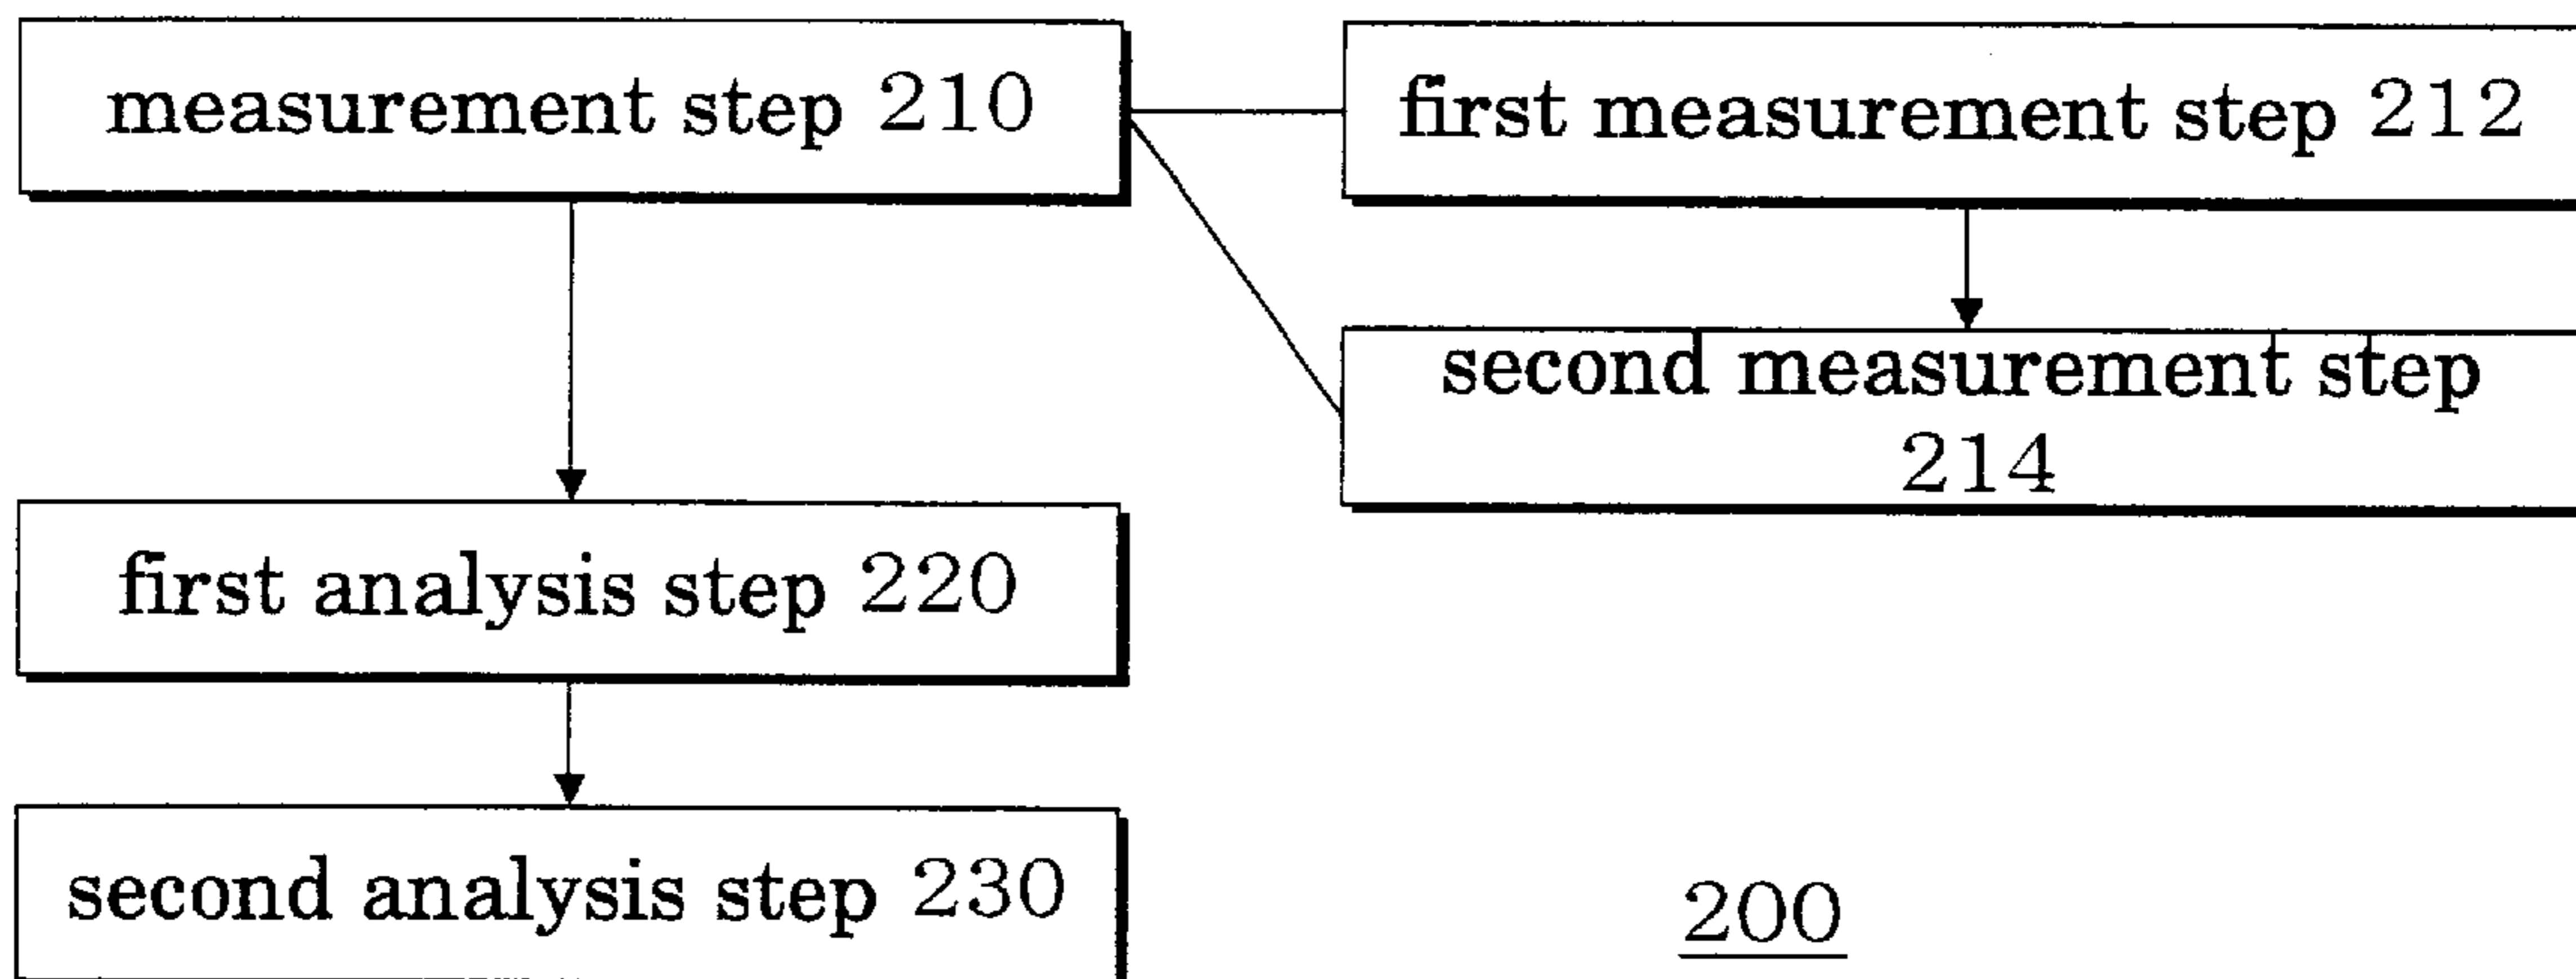 measurement step 210
first measurement step 212
second measurement step
214
first analysis step 220
second analysis step 230
200